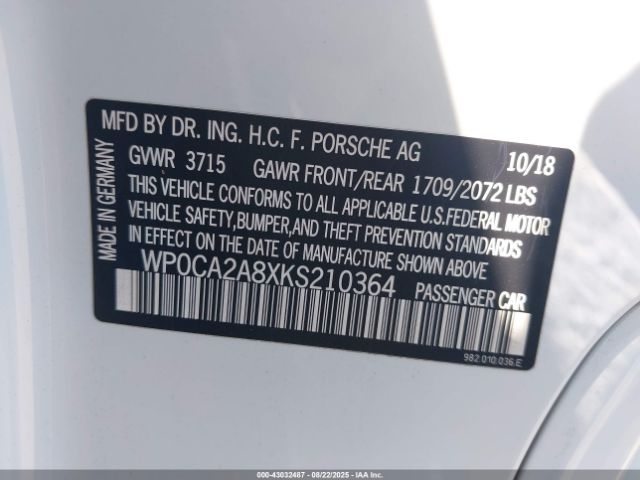 MFD BY DR. ING. H.C. F. PORSCHE AG 10/18
GVWR 3715 GAWR FRONT/REAR 1709/2072 LBS
THIS VEHICLE CONFORMS TO ALL APPLICABLE U.S.FEDERAL MOTOR
VEHICLE SAFETY,BUMPER,AND THEFT PREVENTION STANDARDS
IN EFFECT ON THE DATE OF MANUFACTURE SHOWN ABOVE.
WP0CA2A8XKS210364 PASSENGER CAR
MADE IN GERMANY
982.010.036.E
000-43032487 - 08/22/2025 - IAAI, Inc.